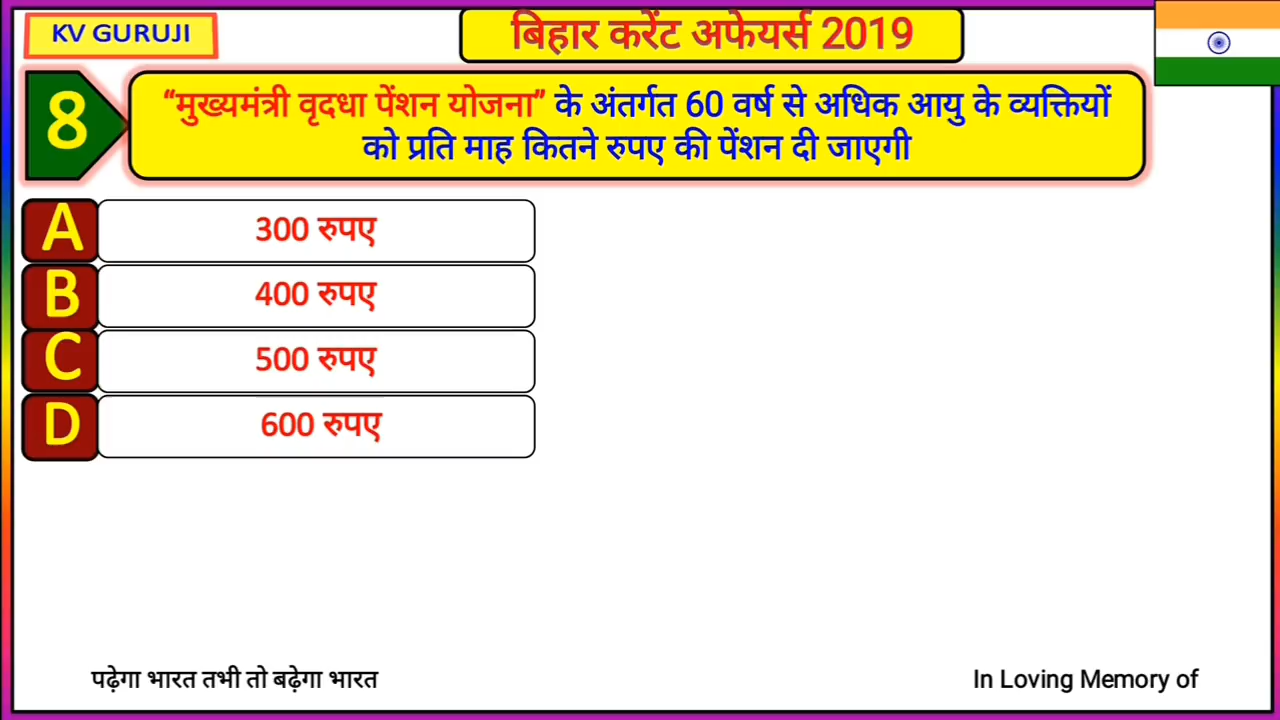 KV GURUJI
बिहार करेंट अफेयर्स 2019
8
“मुख्यमंत्री वृदधा पेंशन योजना” के अंतर्गत 60 वर्ष से अधिक आयु के व्यक्तियों
को प्रति माह कितने रुपए की पेंशन दी जाएगी
A 300 रुपए
B 400 रुपए
C 500 रुपए
D 600 रुपए
पढ़ेगा भारत तभी तो बढ़ेगा भारत
In Loving Memory of